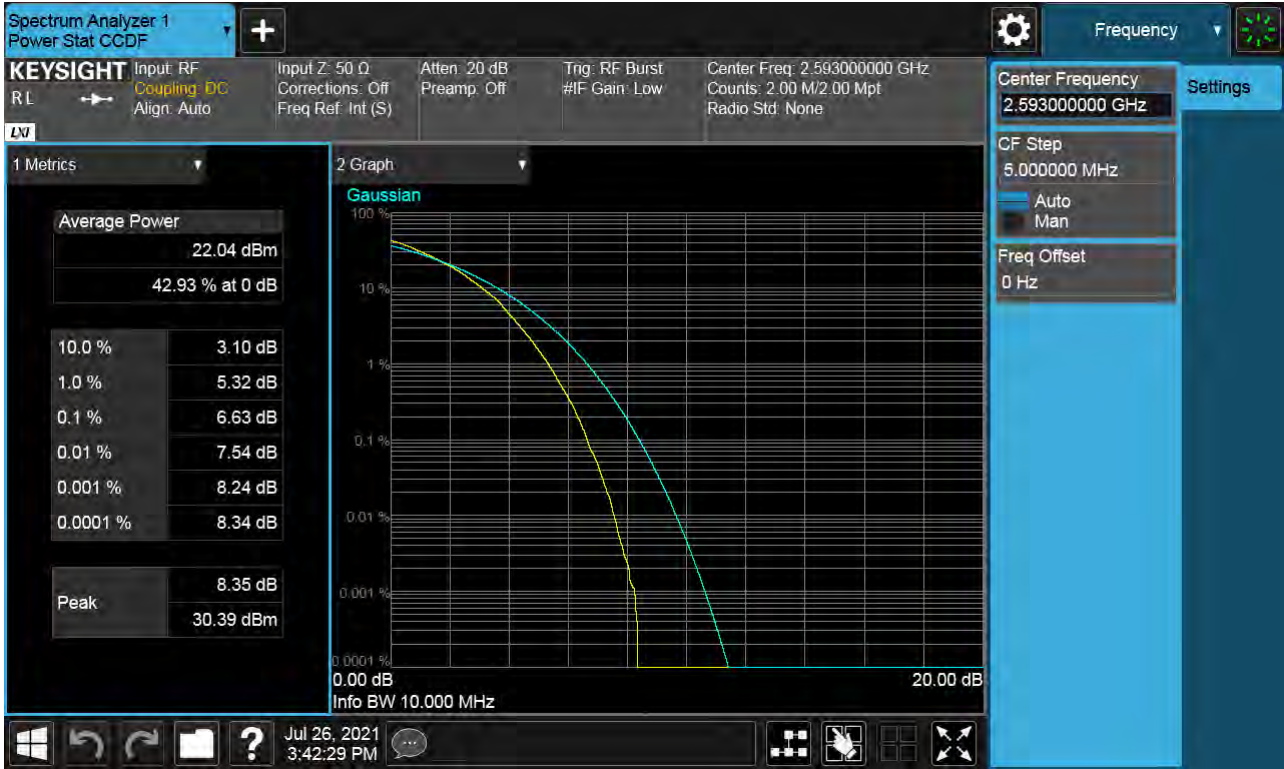 Spectrum Analyzer 1
Power Stat CCDF
Frequency
KEYSIGHT
RL
LXI
Input: RF
Coupling: DC
Align: Auto
Input Z: 50 Ω
Corrections: Off
Freq Ref: Int (S)
Atten: 20 dB
Preamp: Off
Trig: RF Burst
#IF Gain: Low
Center Freq: 2.593000000 GHz
Counts: 2.00 M/2.00 Mpt
Radio Std: None
Center Frequency
2.593000000 GHz
Settings
CF Step
5.000000 MHz
Auto
Man
Freq Offset
0 Hz
1 Metrics
Average Power
22.04 dBm
42.93 % at 0 dB
10.0 % 3.10 dB
1.0 % 5.32 dB
0.1 % 6.63 dB
0.01 % 7.54 dB
0.001 % 8.24 dB
0.0001 % 8.34 dB
Peak
8.35 dB
30.39 dBm
2 Graph
Gaussian
100 %
10 %
1 %
0.1 %
0.01 %
0.001 %
0.0001 %
0.00 dB 20.00 dB
Info BW 10.000 MHz
?
Jul 26, 2021
3:42:29 PM